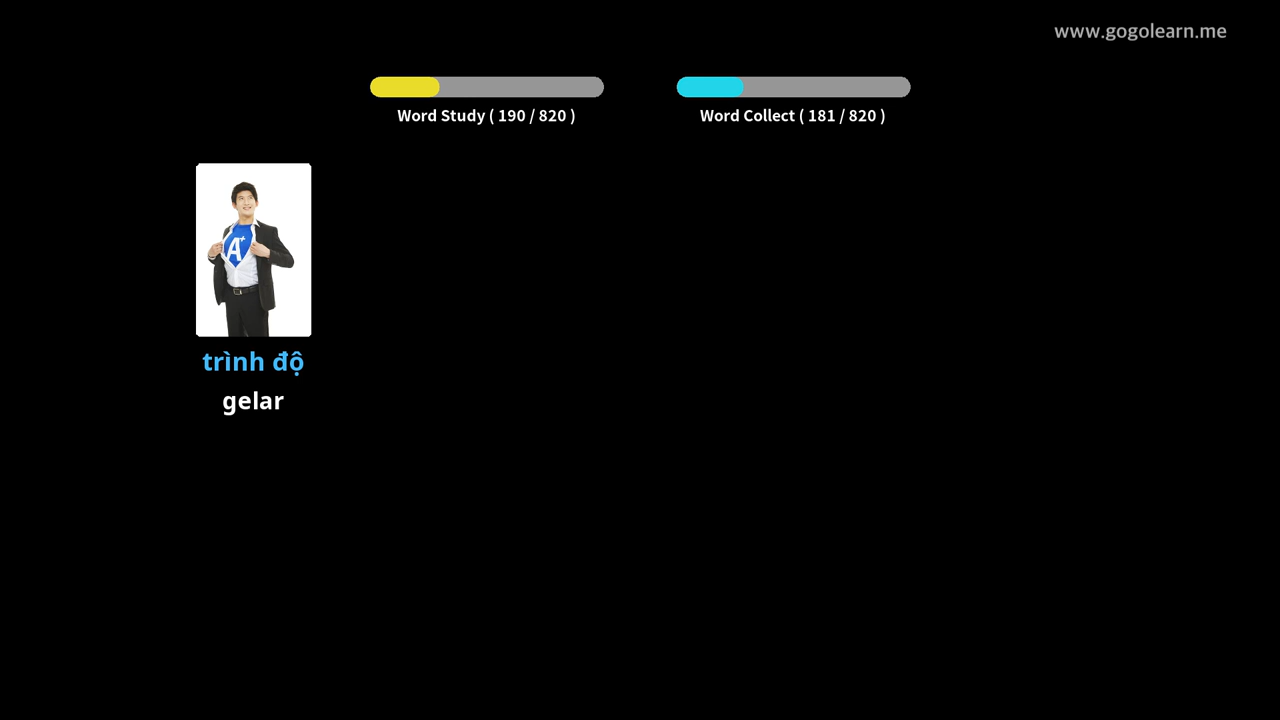 www.gogolearn.me
Word Study ( 190 / 820 )
Word Collect ( 181 / 820 )
A+
trình độ
gelar